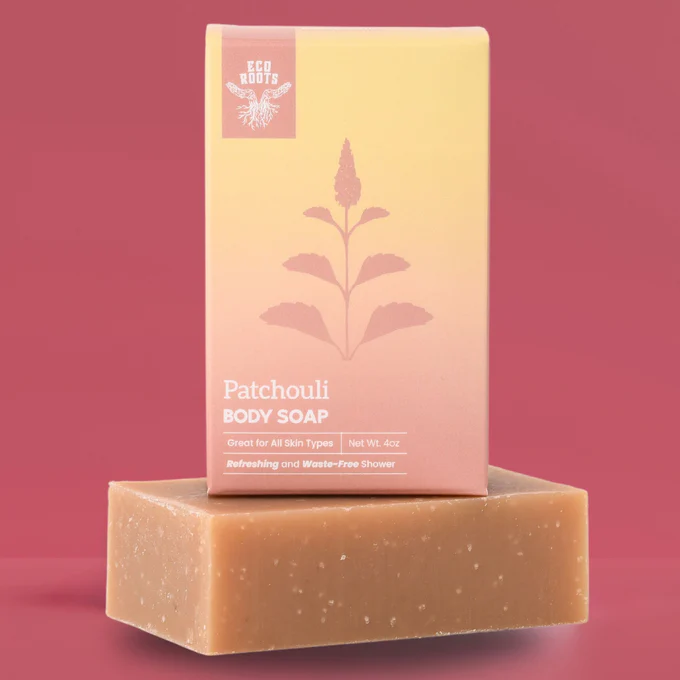 ECO
ROOTS
Patchouli
BODY SOAP
Great for All Skin Types | Net Wt. 4oz
Refreshing and Waste-Free Shower